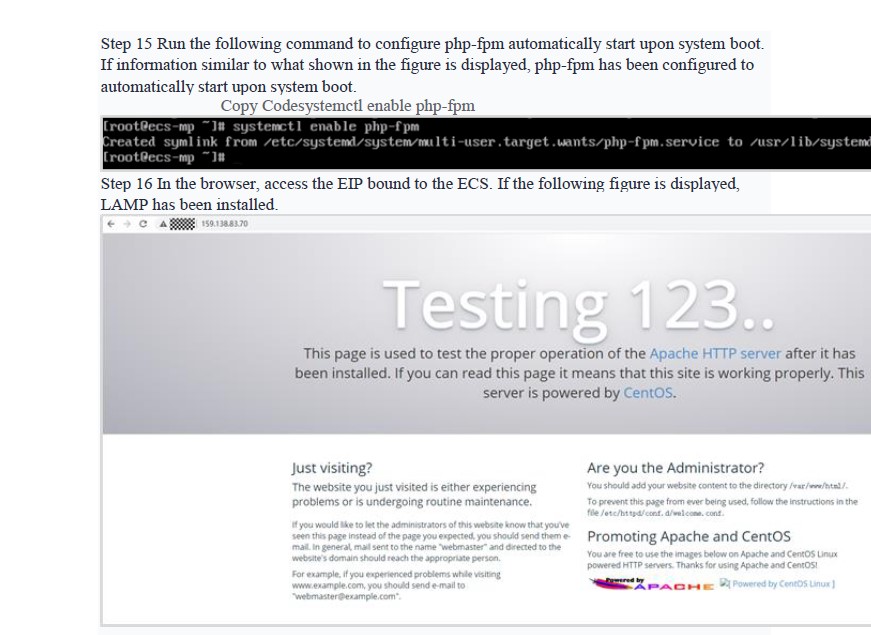 Step 15 Run the following command to configure php-fpm automatically start upon system boot.
If information similar to what shown in the figure is displayed, php-fpm has been configured to
automatically start upon system boot.
Copy Codesystemctl enable php-fpm
[root@ecs-mp ~]# systemctl enable php-fpm
Created symlink from /etc/systemd/system/multi-user.target.wants/php-fpm.service to /usr/lib/systemd
[root@ecs-mp ~]#
Step 16 In the browser, access the EIP bound to the ECS. If the following figure is displayed,
LAMP has been installed.
159.138.83.70
Testing 123..
This page is used to test the proper operation of the Apache HTTP server after it has
been installed. If you can read this page it means that this site is working properly. This
server is powered by CentOS.
Just visiting?
The website you just visited is either experiencing
problems or is undergoing routine maintenance.
If you would like to let the administrators of this website know that you've
seen this page instead of the page you expected, you should send them e-
mail. In general, mail sent to the name "webmaster" and directed to the
website's domain should reach the appropriate person.
For example, if you experienced problems while visiting
www.example.com, you should send e-mail to
"webmaster@example.com".
Are you the Administrator?
You should add your website content to the directory /var/www/html/.
To prevent this page from ever being used, follow the instructions in the
file /etc/httpd/conf.d/welcome.conf.
Promoting Apache and CentOS
You are free to use the images below on Apache and CentOS Linux
powered HTTP servers. Thanks for using Apache and CentOS!
Powered by APACHE [ Powered by CentOS Linux ]